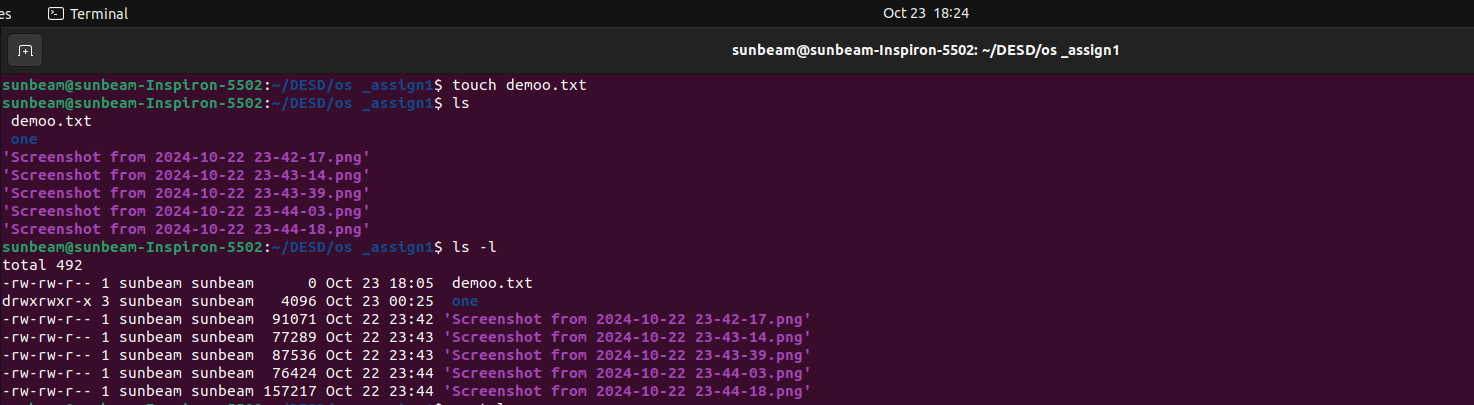 es Terminal Oct 23 18:24
sunbeam@sunbeam-Inspiron-5502: ~/DESD/os _assign1
sunbeam@sunbeam-Inspiron-5502:~/DESD/os _assign1$ touch demoo.txt
sunbeam@sunbeam-Inspiron-5502:~/DESD/os _assign1$ ls
demoo.txt
one
'Screenshot from 2024-10-22 23-42-17.png'
'Screenshot from 2024-10-22 23-43-14.png'
'Screenshot from 2024-10-22 23-43-39.png'
'Screenshot from 2024-10-22 23-44-03.png'
'Screenshot from 2024-10-22 23-44-18.png'
sunbeam@sunbeam-Inspiron-5502:~/DESD/os _assign1$ ls -l
total 492
-rw-rw-r-- 1 sunbeam sunbeam      0 Oct 23 18:05  demoo.txt
drwxrwxr-x 3 sunbeam sunbeam   4096 Oct 23 00:25  one
-rw-rw-r-- 1 sunbeam sunbeam  91071 Oct 22 23:42 'Screenshot from 2024-10-22 23-42-17.png'
-rw-rw-r-- 1 sunbeam sunbeam  77289 Oct 22 23:43 'Screenshot from 2024-10-22 23-43-14.png'
-rw-rw-r-- 1 sunbeam sunbeam  87536 Oct 22 23:43 'Screenshot from 2024-10-22 23-43-39.png'
-rw-rw-r-- 1 sunbeam sunbeam  76424 Oct 22 23:44 'Screenshot from 2024-10-22 23-44-03.png'
-rw-rw-r-- 1 sunbeam sunbeam 157217 Oct 22 23:44 'Screenshot from 2024-10-22 23-44-18.png'